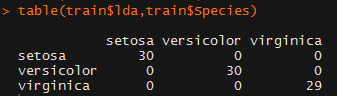 > table(train$lda,train$Species)
setosa versicolor virginica
setosa 30 0 0
versicolor 0 30 0
virginica 0 0 29